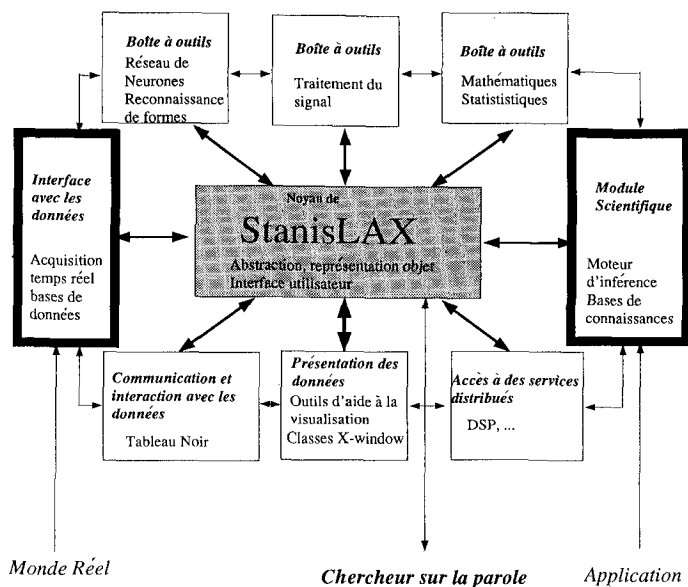 Boîte à outils
Réseau de
Neurones
Reconnaissance
de formes
Boîte à outils
Traitement du
signal
Boîte à outils
Mathématiques
Statististiques
Interface
avec les
données
Acquisition
temps réel
bases de
données
Noyau de
StanisLAX
Abstraction, représentation objet
Interface utilisateur
Module
Scientifique
Moteur
d'inférence
Bases de
connaissances
Communication et
interaction avec les
données
Tableau Noir
Présentation des
données
Outils d'aide à la
visualisation
Classes X-window
Accès à des services
distribués
DSP, ...
Monde Réel
Chercheur sur la parole
Application